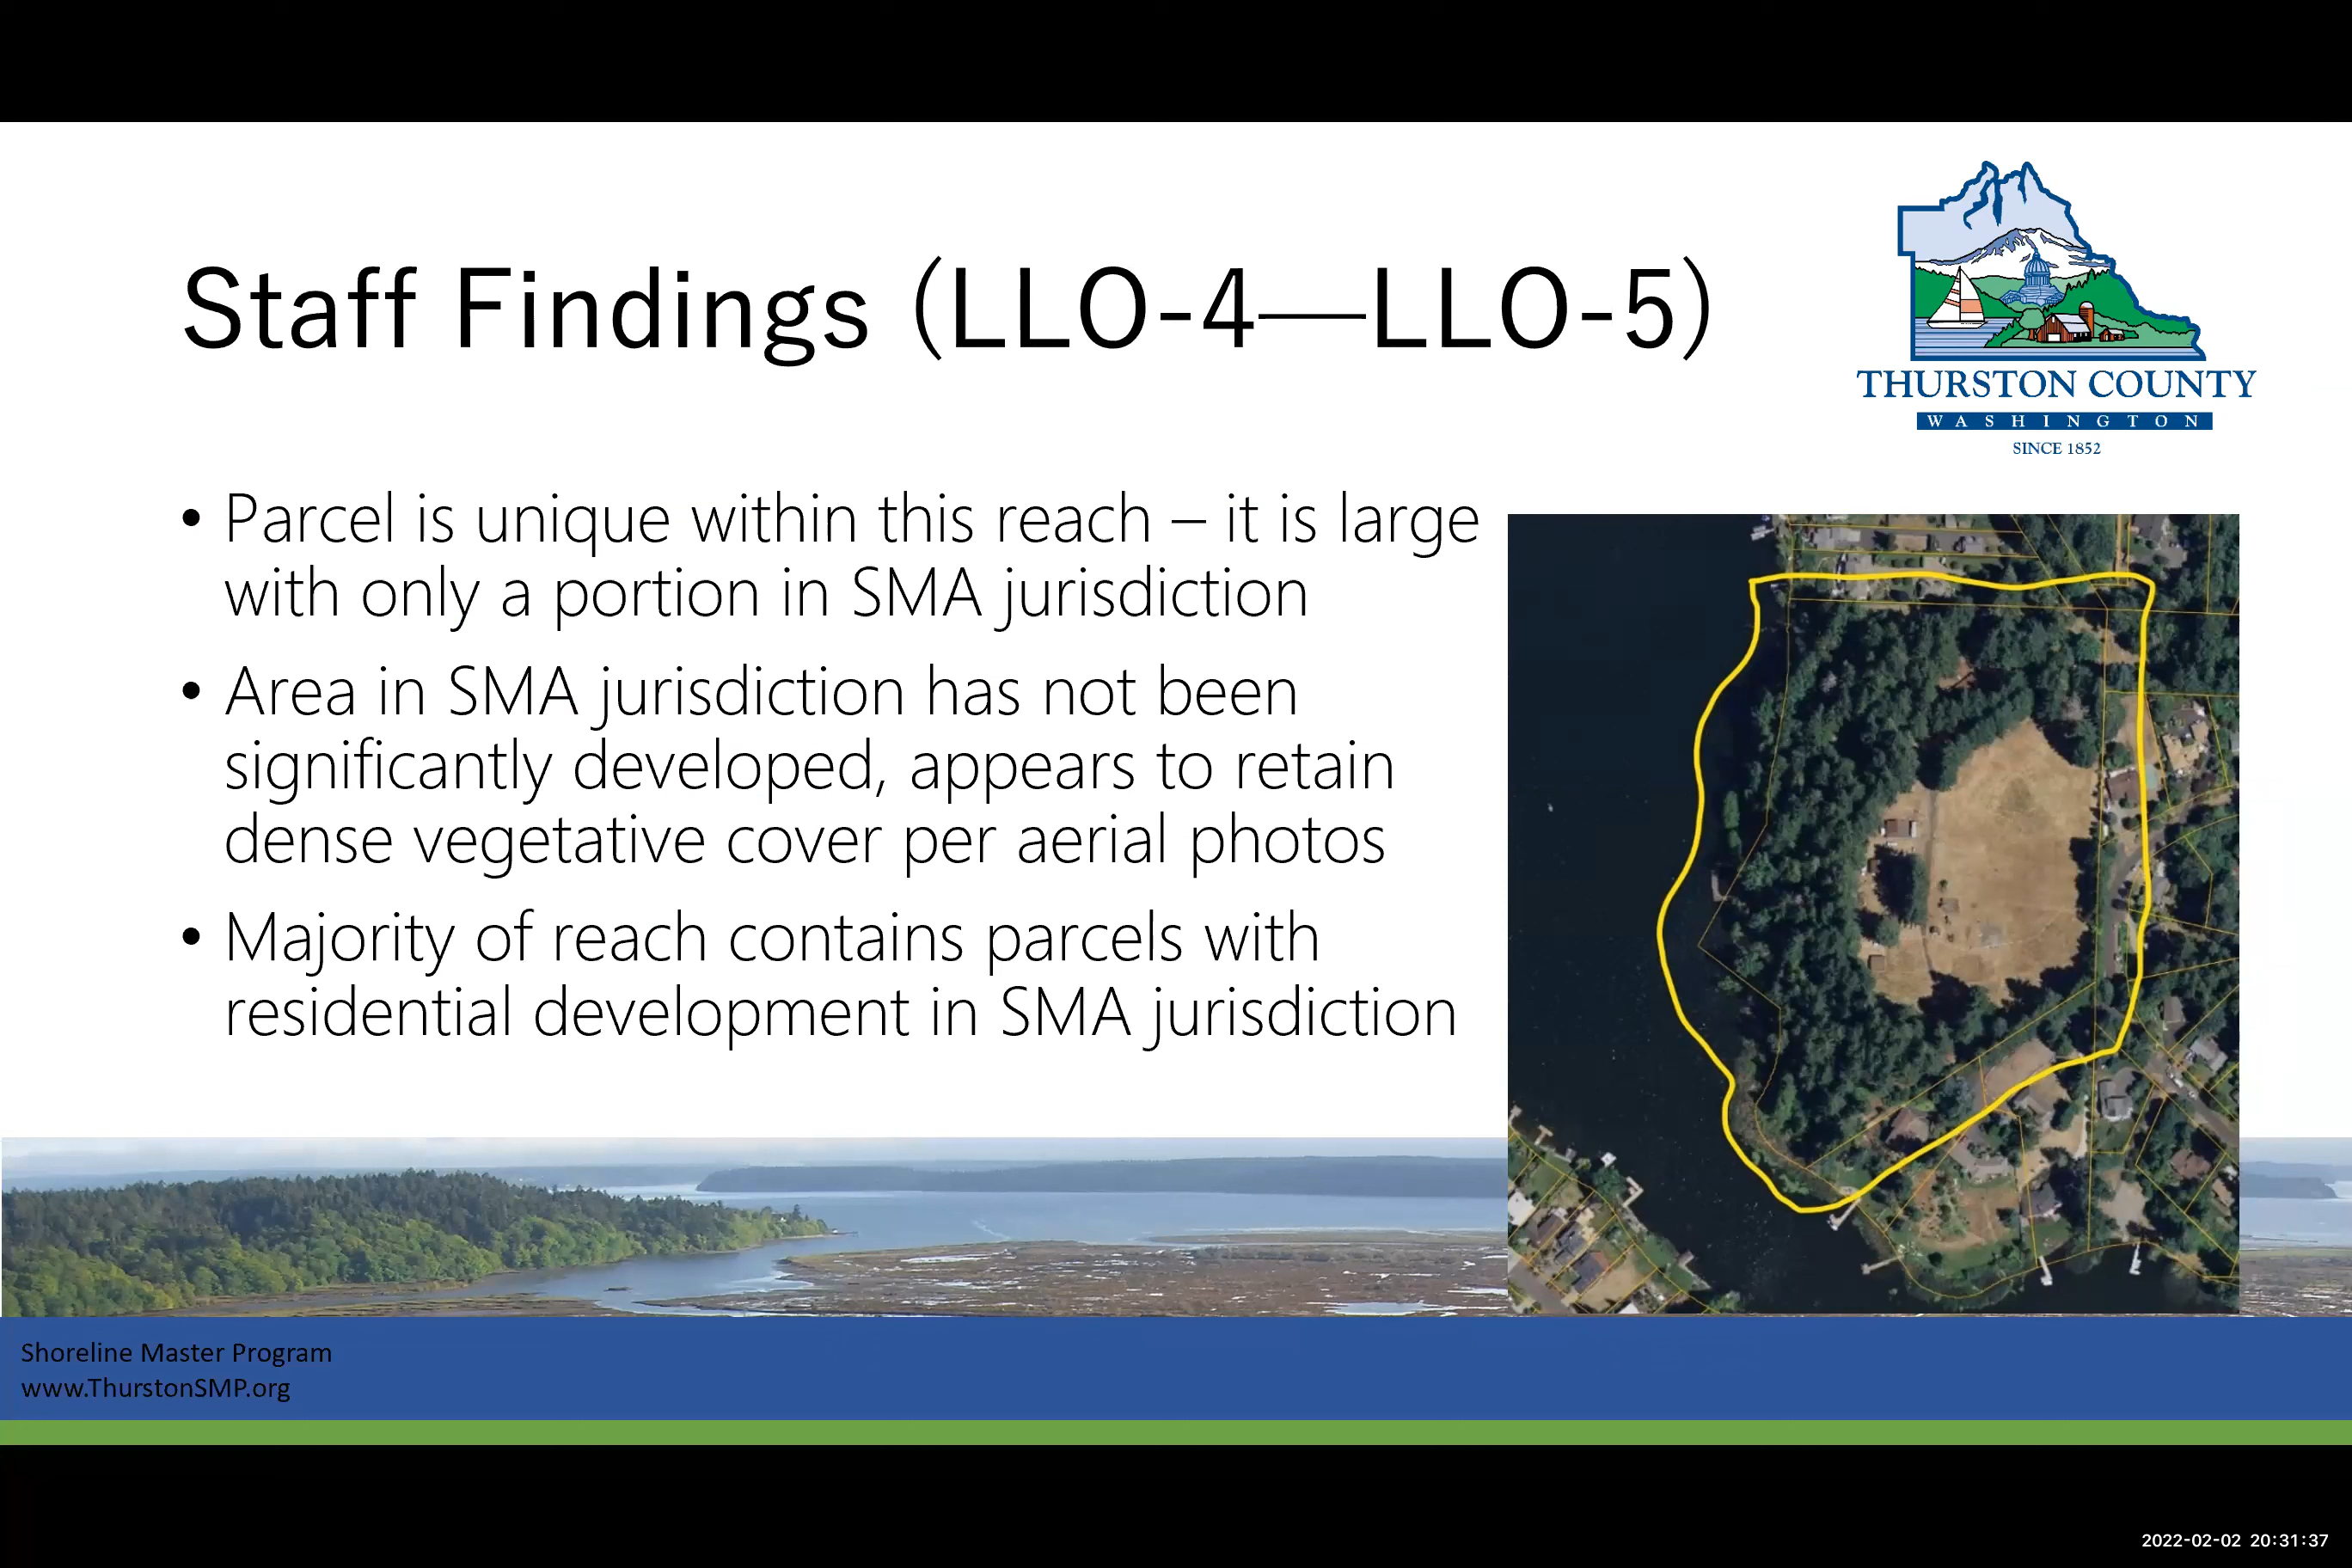 Staff Findings (LLO-4—LLO-5)
THURSTON COUNTY
WASHINGTON
SINCE 1852
• Parcel is unique within this reach – it is large
with only a portion in SMA jurisdiction
• Area in SMA jurisdiction has not been
significantly developed, appears to retain
dense vegetative cover per aerial photos
• Majority of reach contains parcels with
residential development in SMA jurisdiction
Shoreline Master Program
www.ThurstonSMP.org
2022-02-02 20:31:37